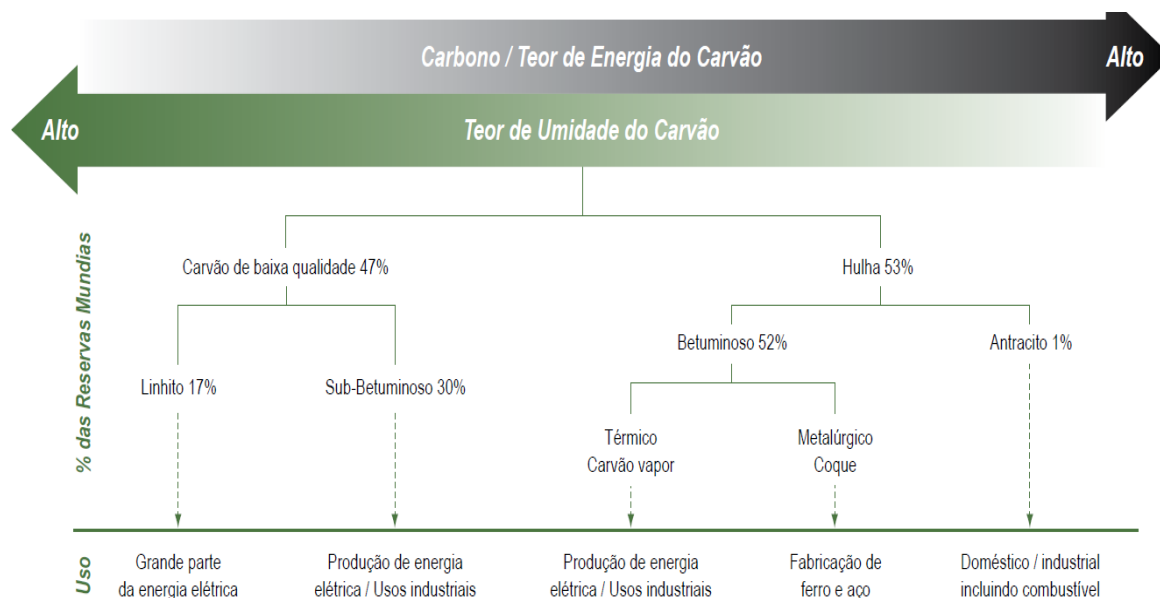 Carbono / Teor de Energia do Carvão
Alto
Alto
Teor de Umidade do Carvão
% das Reservas Mundias
Carvão de baixa qualidade 47%
Hulha 53%
Betuminoso 52%
Antracito 1%
Linhito 17%
Sub-Betuminoso 30%
Térmico
Carvão vapor
Metalúrgico
Coque
Uso
Grande parte
da energia elétrica
Produção de energia
elétrica / Usos industriais
Produção de energia
elétrica / Usos industriais
Fabricação de
ferro e aço
Doméstico / industrial
incluindo combustível